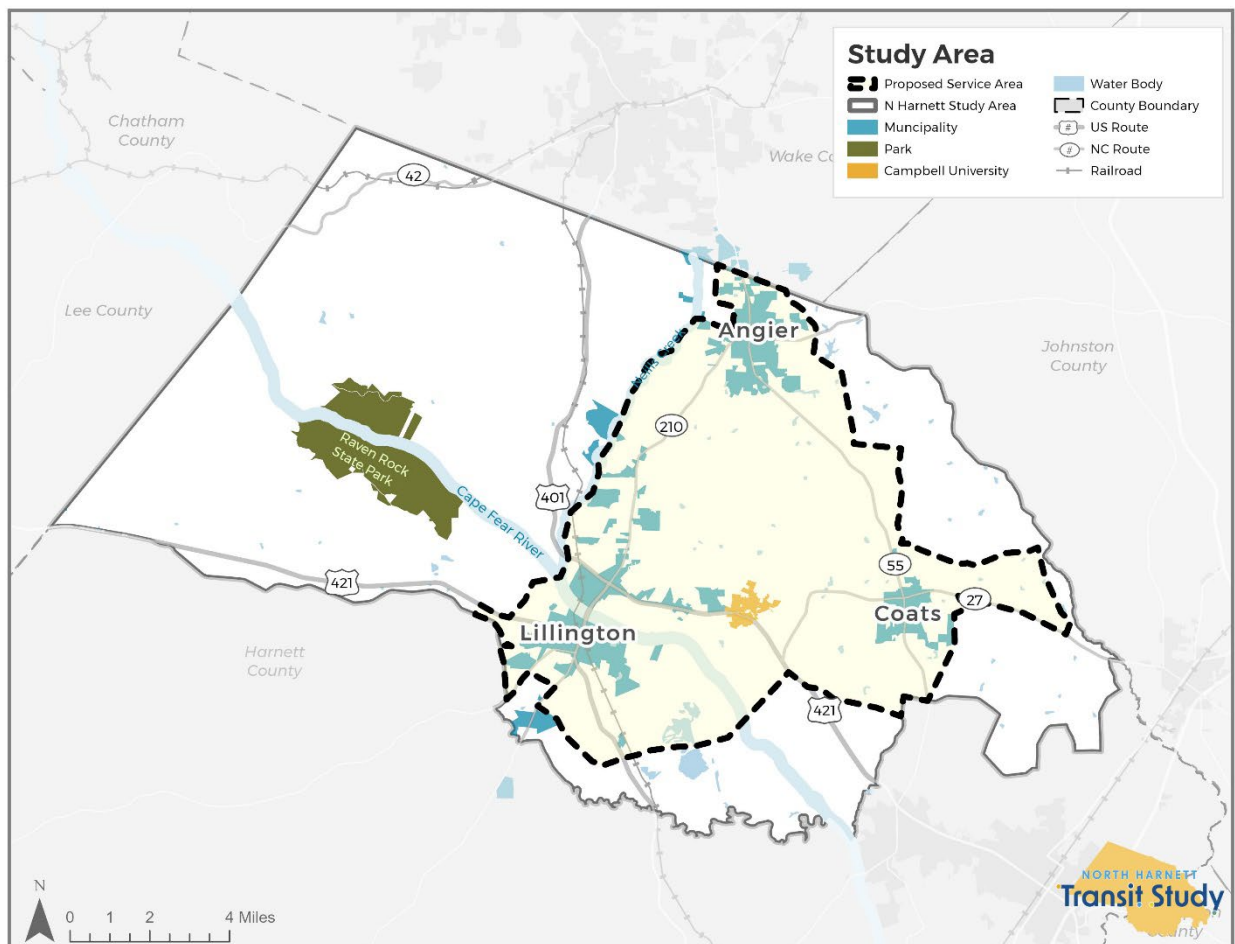 Study Area
Proposed Service Area
N Harnett Study Area
Muncipality
Park
Campbell University
Water Body
County Boundary
# US Route
# NC Route
Railroad
Chatham
County
Wake Co
42
Lee County
Angier
Johnston
County
Neills Creek
210
Raven Rock
State Park
401
Cape Fear River
421
55
27
Coats
Lillington
Harnett
County
421
NORTH HARNETT
Transit Study
County
N
0 1 2 4 Miles